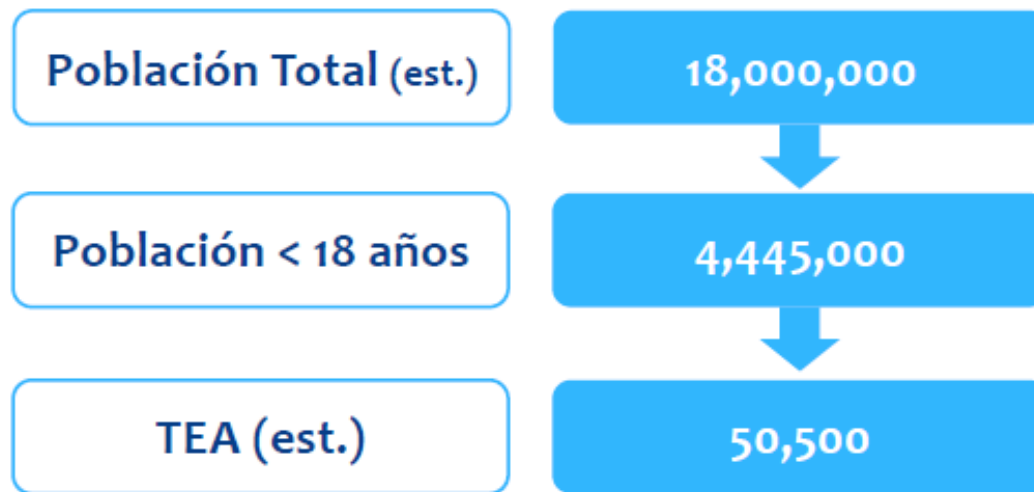 Población Total (est.)
18,000,000
Población < 18 años
4,445,000
TEA (est.)
50,500